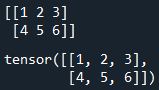 [[1 2 3]
 [4 5 6]]
tensor([[1, 2, 3],
        [4, 5, 6]])